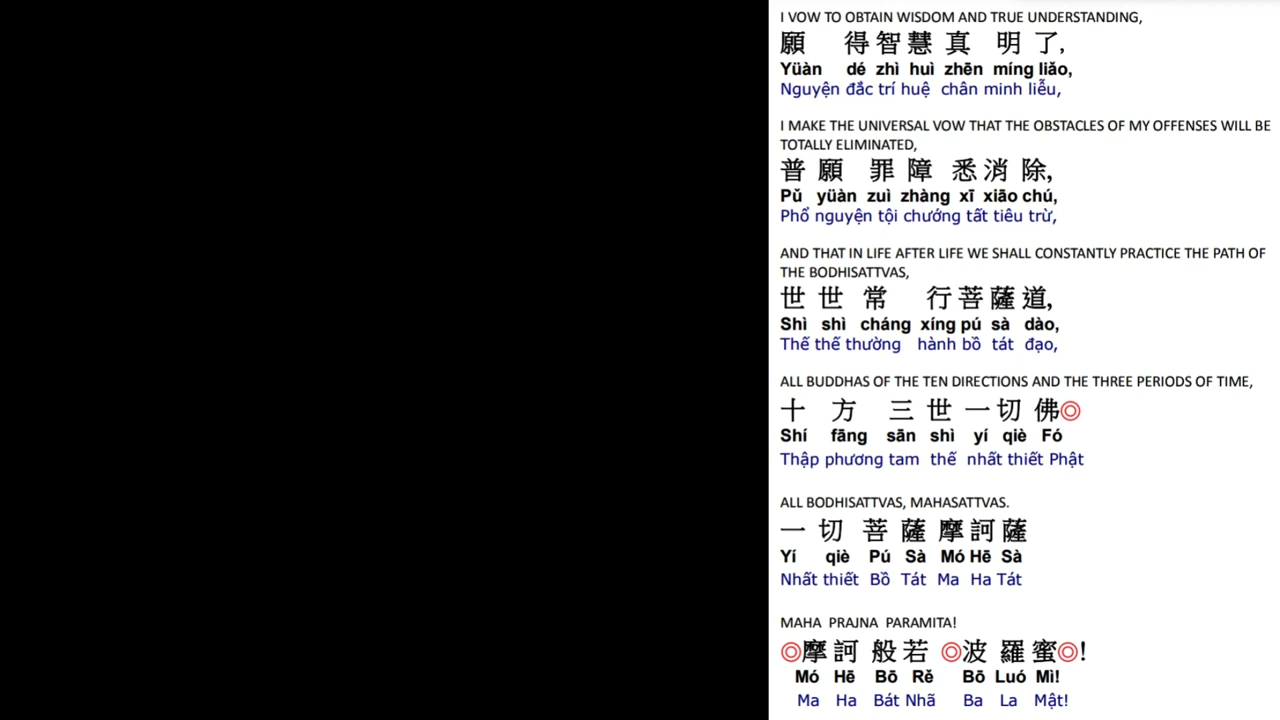 I VOW TO OBTAIN WISDOM AND TRUE UNDERSTANDING,
願 得 智 慧 真 明 了,
Yüàn dé zhì huì zhēn míng liǎo,
Nguyện đắc trí huệ chân minh liễu,
I MAKE THE UNIVERSAL VOW THAT THE OBSTACLES OF MY OFFENSES WILL BE
TOTALLY ELIMINATED,
普 願 罪 障 悉 消 除,
Pǔ yüàn zuì zhàng xī xiāo chú,
Phổ nguyện tội chướng tất tiêu trừ,
AND THAT IN LIFE AFTER LIFE WE SHALL CONSTANTLY PRACTICE THE PATH OF
THE BODHISATTVAS,
世 世 常 行 菩 薩 道,
Shì shì cháng xíng pú sà dào,
Thế thế thường hành bồ tát đạo,
ALL BUDDHAS OF THE TEN DIRECTIONS AND THE THREE PERIODS OF TIME,
十 方 三 世 一 切 佛◎
Shí fāng sān shì yí qiè Fó
Thập phương tam thế nhất thiết Phật
ALL BODHISATTVAS, MAHASATTVAS.
一 切 菩 薩 摩 訶 薩
Yí qiè Pú Sà Mó Hē Sà
Nhất thiết Bồ Tát Ma Ha Tát
MAHA PRAJNA PARAMITA!
◎摩 訶 般 若 ◎波 羅 蜜◎!
Mó Hē Bō Rě Bō Luó Mì!
Ma Ha Bát Nhã Ba La Mật!